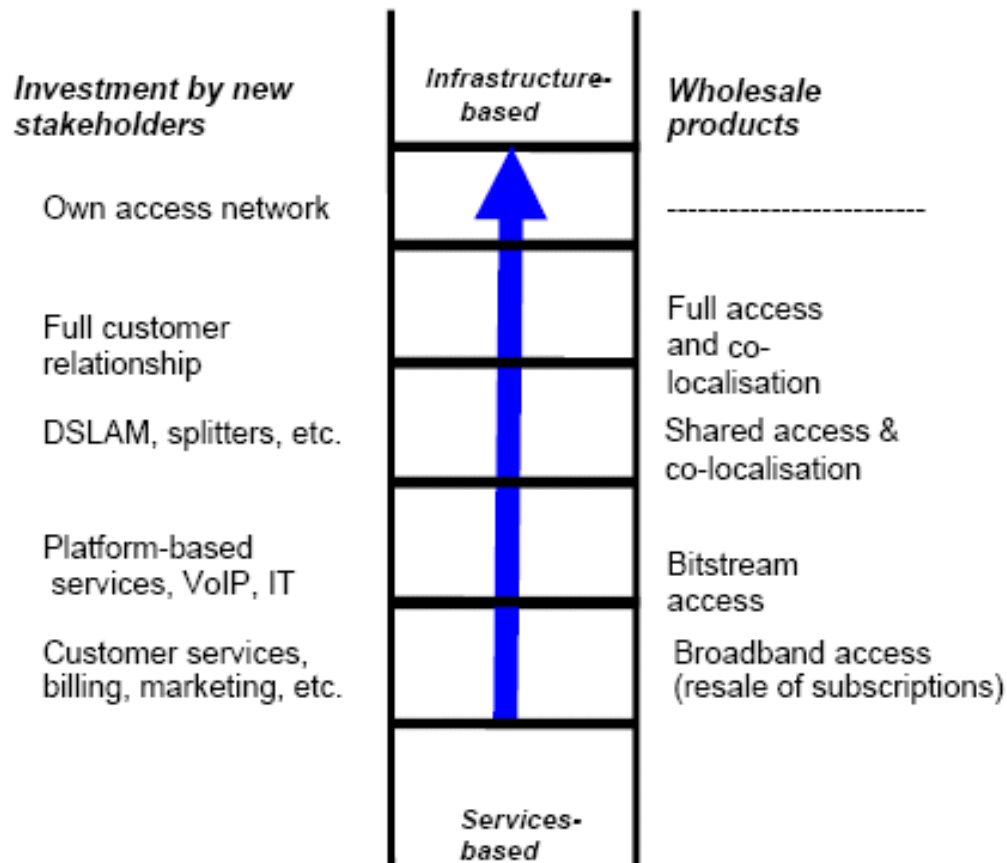 Infrastructure-
based
Investment by new
stakeholders
Wholesale
products
Own access network
-------------------------
Full customer
relationship
Full access
and co-
localisation
DSLAM, splitters, etc.
Shared access &
co-localisation
Platform-based
services, VoIP, IT
Bitstream
access
Customer services,
billing, marketing, etc.
Broadband access
(resale of subscriptions)
Services-
based